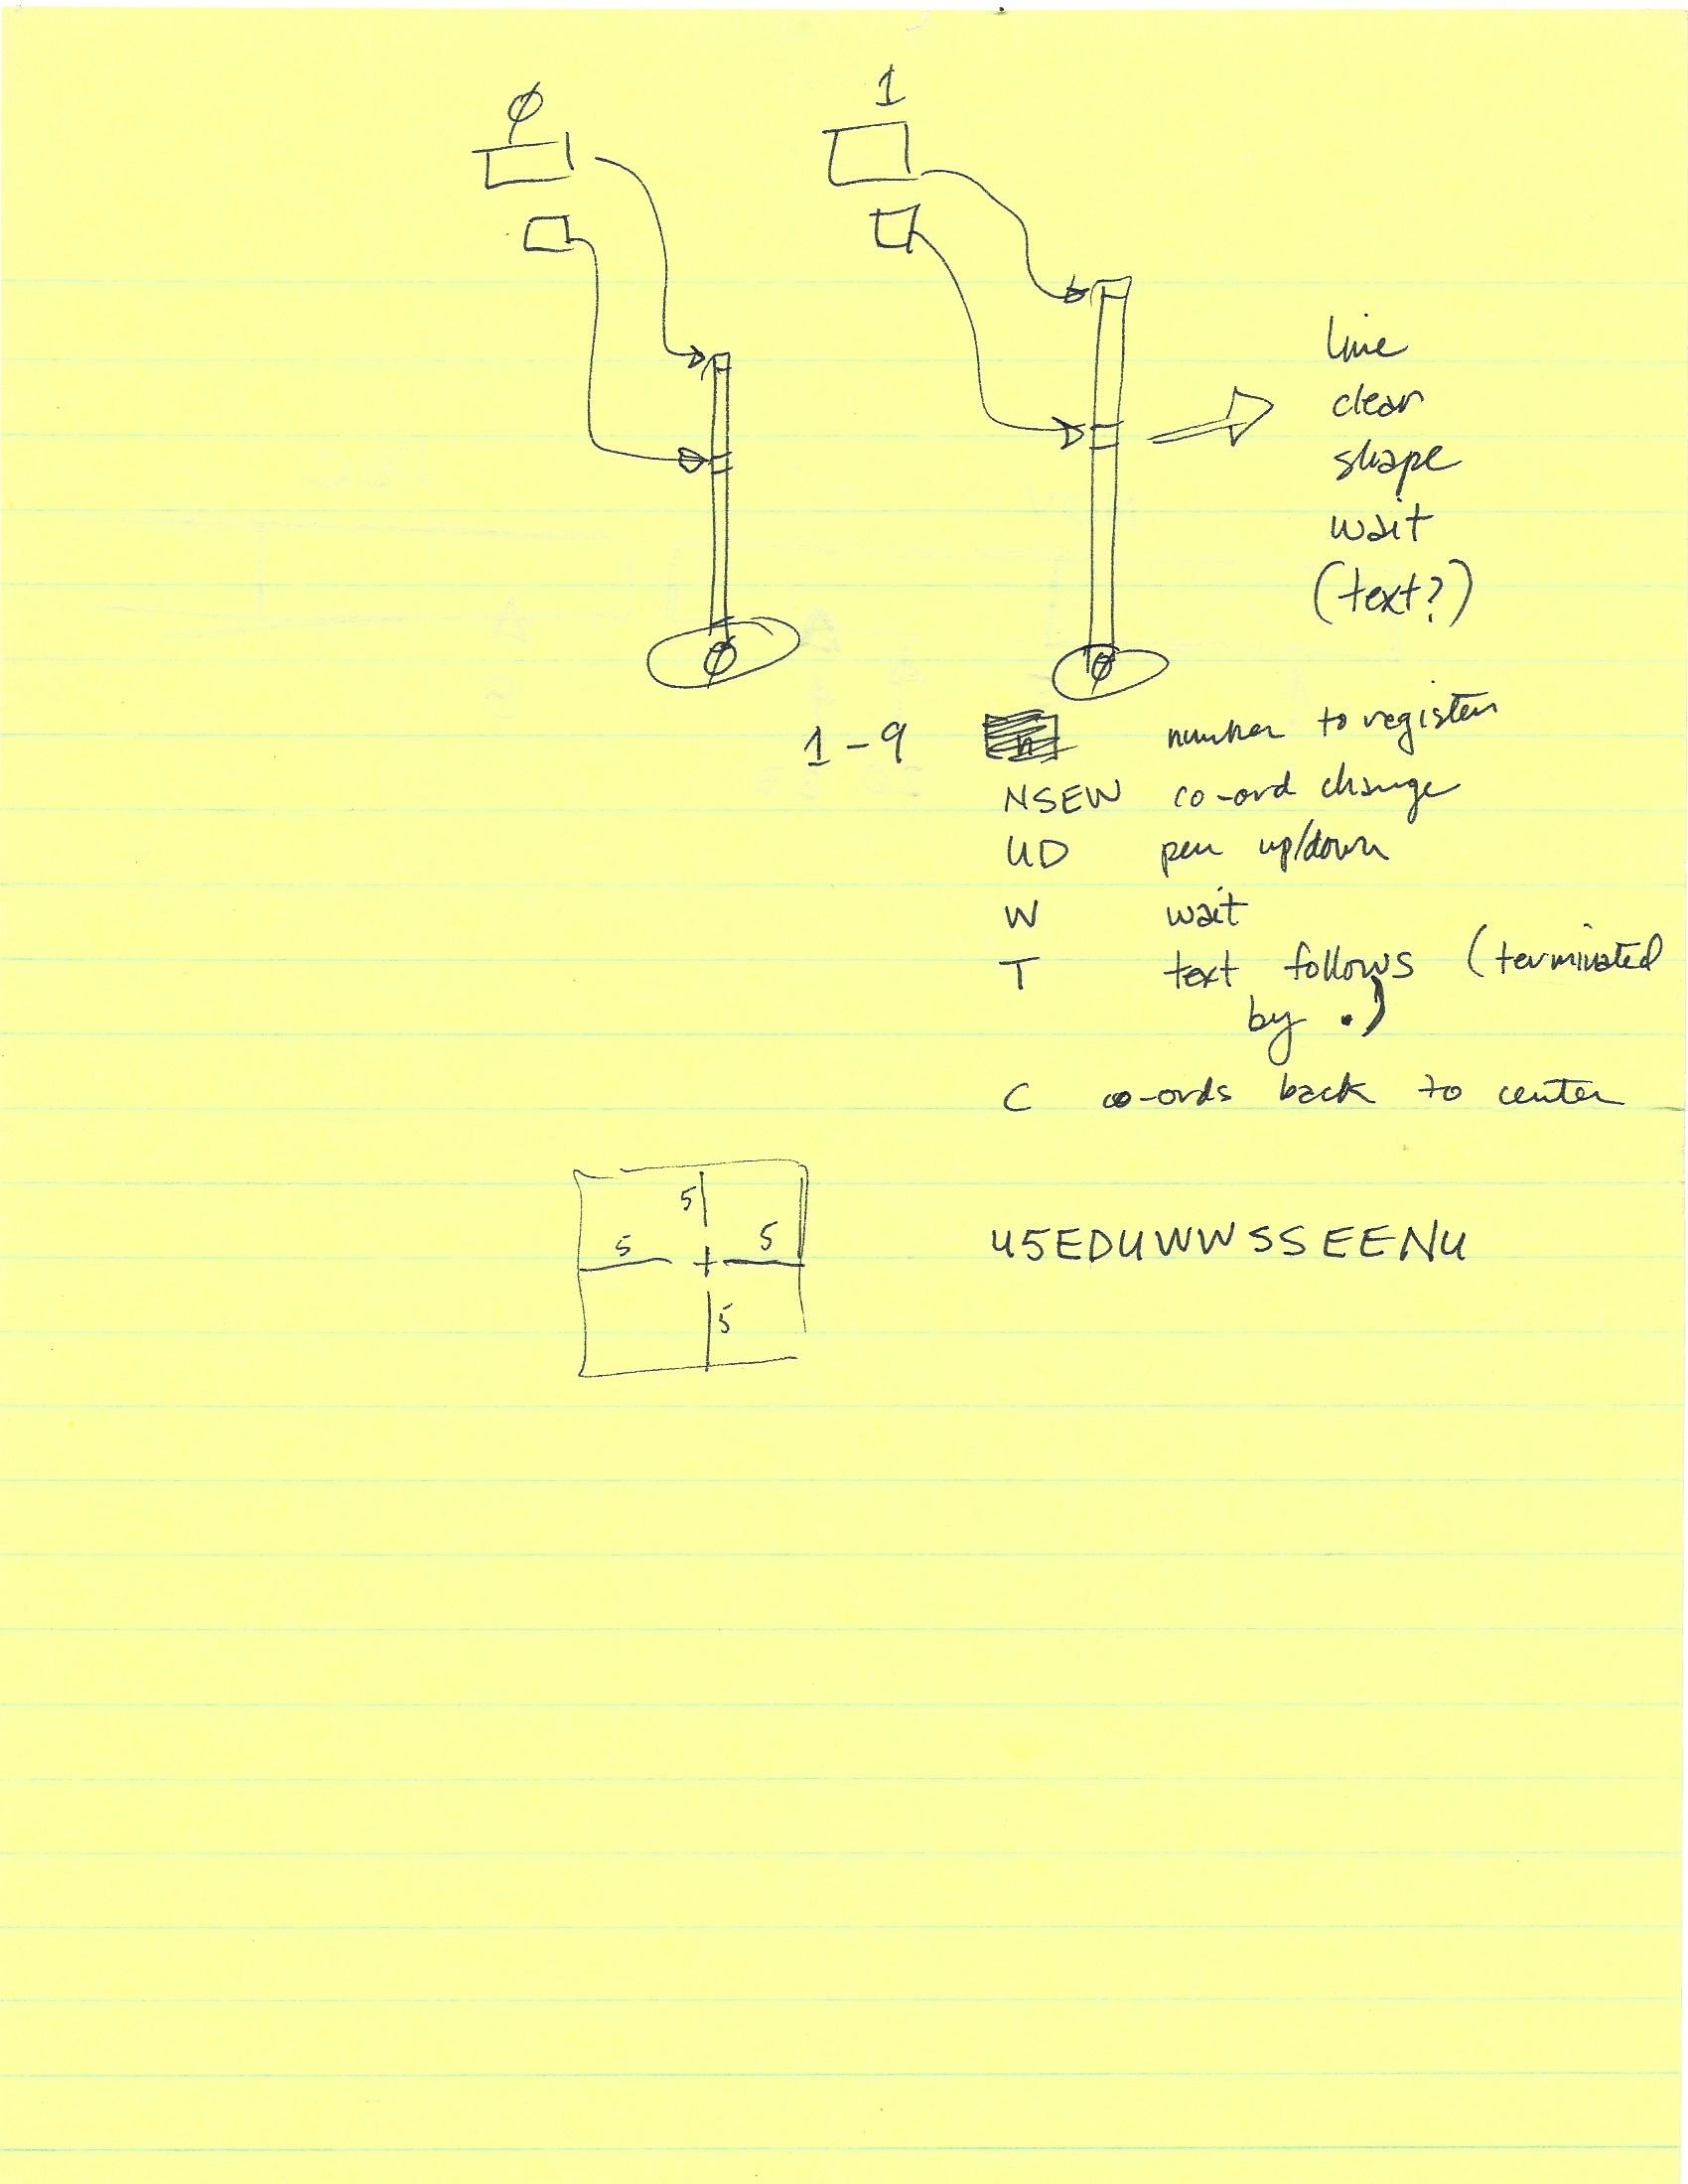 ∅ 1
line
clear
shape
wait
(text?)
∅ ∅
1-9 number to register
NSEW co-ord change
UD pen up/down
W wait
T text follows (terminated
by .)
C co-ords back to center
5
5 5
5
U5EDUWWSSEENU